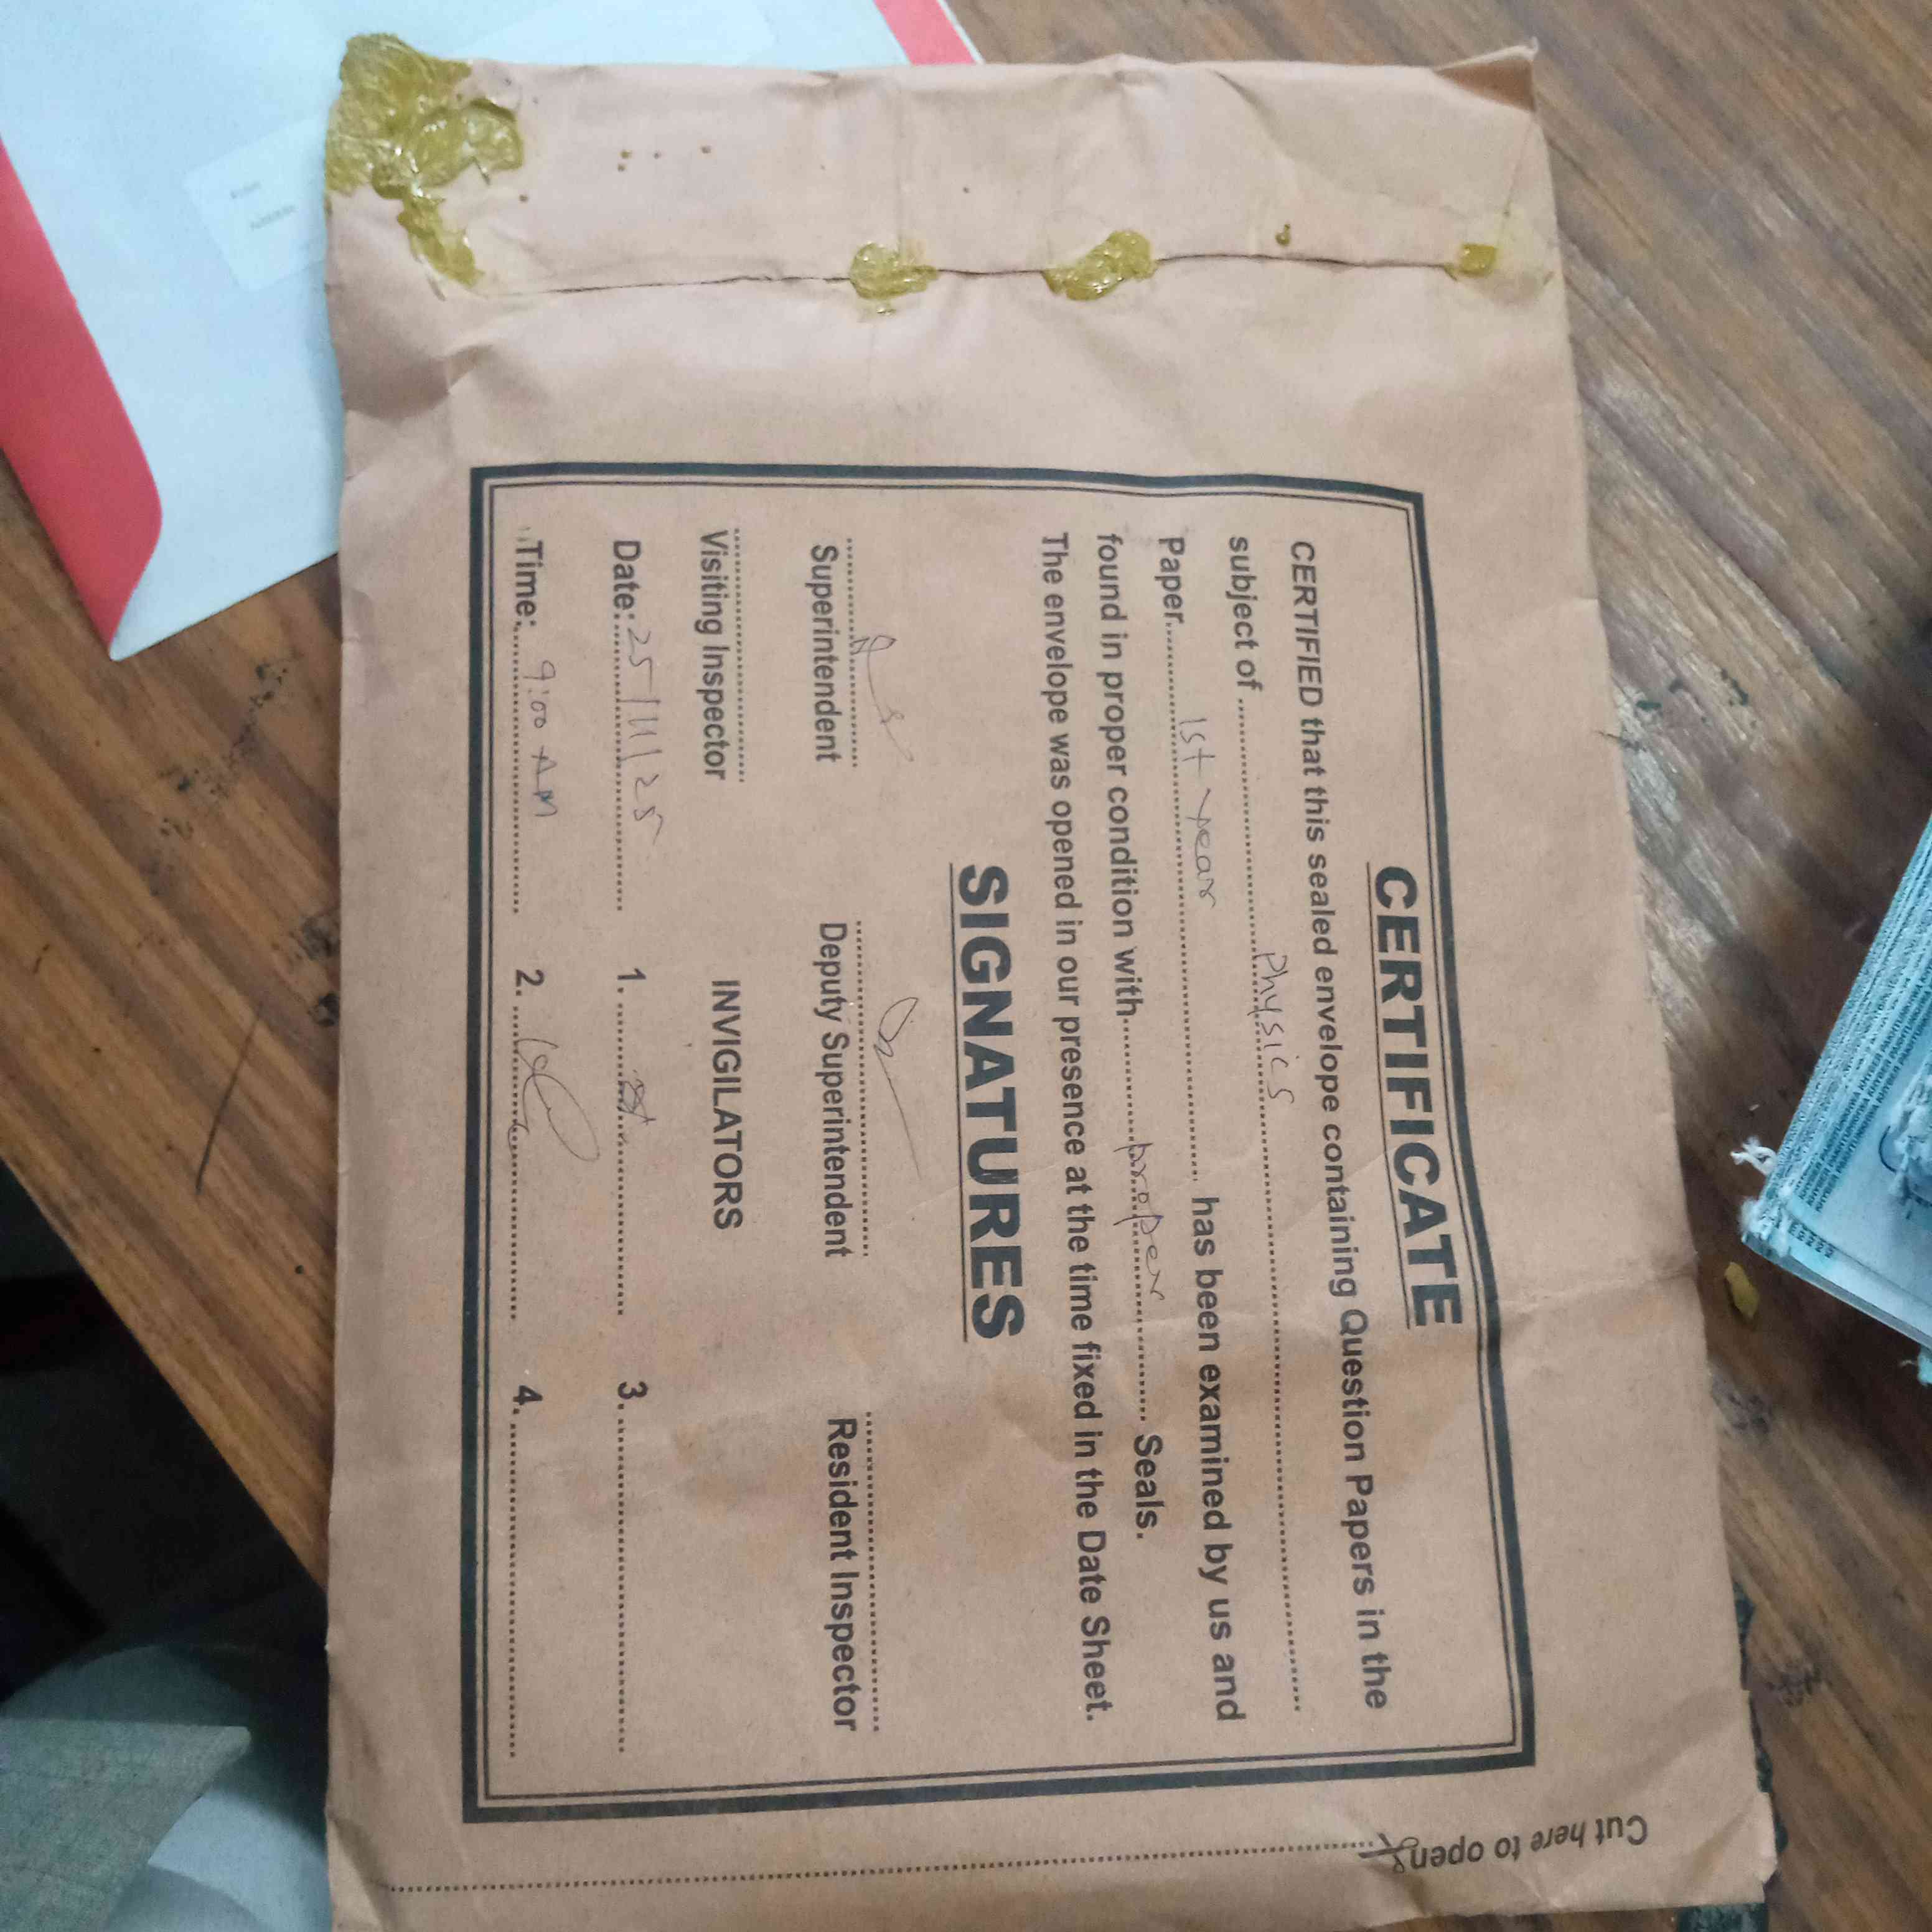 CERTIFICATE
CERTIFIED that this sealed envelope containing Question Papers in the
subject of ........ Physics ........
Paper........ 1st year ........ has been examined by us and
found in proper condition with........ proper ........ Seals.
The envelope was opened in our presence at the time fixed in the Date Sheet.
SIGNATURES
Superintendent Deputy Superintendent Resident Inspector
Visiting Inspector INVIGILATORS
Date: 25/11/25 1. 3.
Time: 9:00 AM 2. 4.
Cut here to open